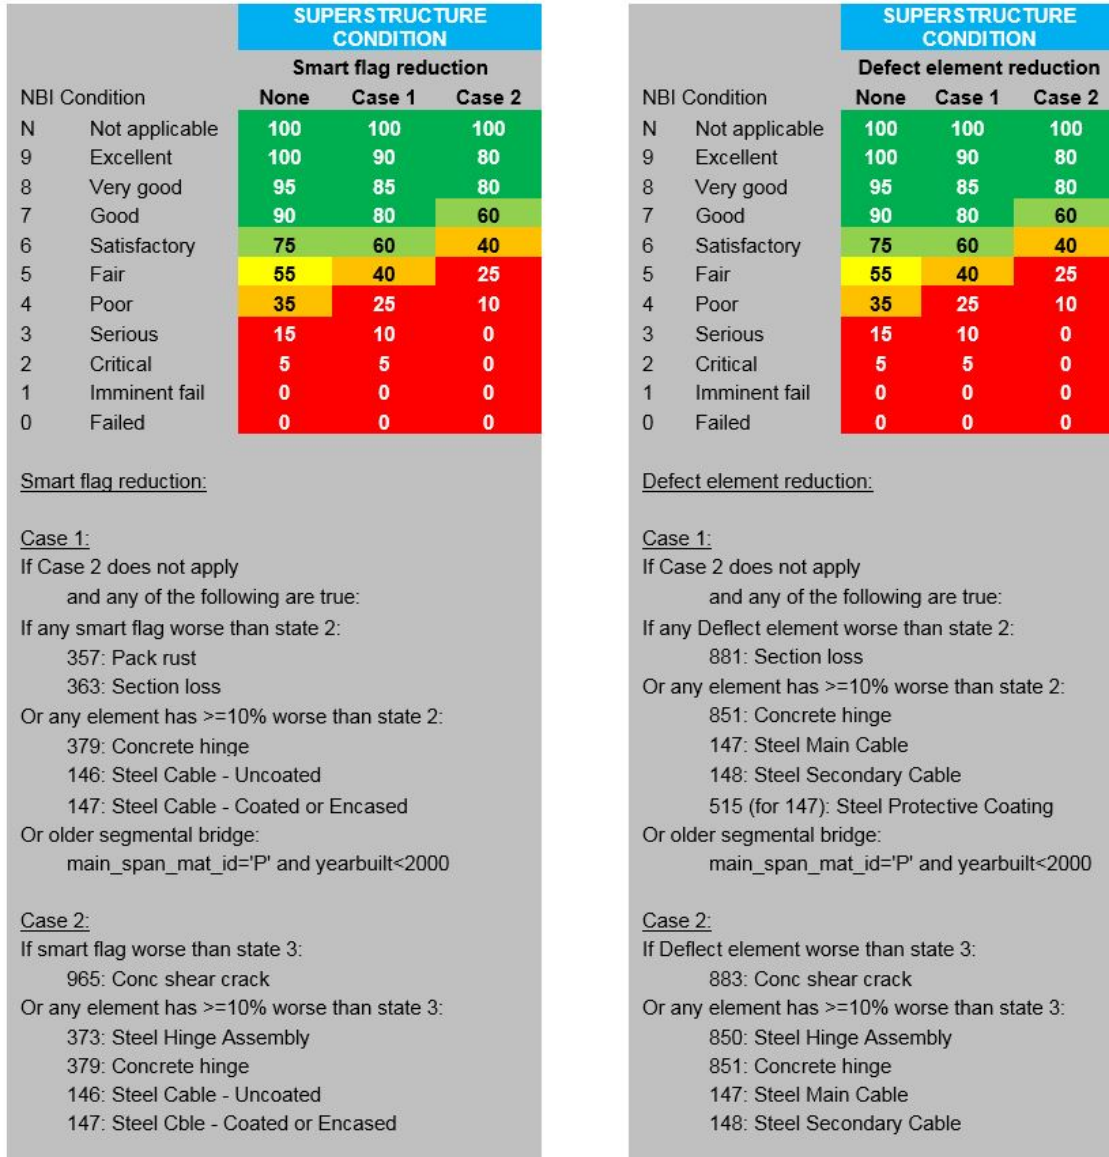 SUPERSTRUCTURE
CONDITION
Smart flag reduction
NBI Condition None Case 1 Case 2
N Not applicable 100 100 100
9 Excellent 100 90 80
8 Very good 95 85 80
7 Good 90 80 60
6 Satisfactory 75 60 40
5 Fair 55 40 25
4 Poor 35 25 10
3 Serious 15 10 0
2 Critical 5 5 0
1 Imminent fail 0 0 0
0 Failed 0 0 0
Smart flag reduction:
Case 1:
If Case 2 does not apply
and any of the following are true:
If any smart flag worse than state 2:
357: Pack rust
363: Section loss
Or any element has >=10% worse than state 2:
379: Concrete hinge
146: Steel Cable - Uncoated
147: Steel Cable - Coated or Encased
Or older segmental bridge:
main_span_mat_id='P' and yearbuilt<2000
Case 2:
If smart flag worse than state 3:
965: Conc shear crack
Or any element has >=10% worse than state 3:
373: Steel Hinge Assembly
379: Concrete hinge
146: Steel Cable - Uncoated
147: Steel Cble - Coated or Encased
SUPERSTRUCTURE
CONDITION
Defect element reduction
NBI Condition None Case 1 Case 2
N Not applicable 100 100 100
9 Excellent 100 90 80
8 Very good 95 85 80
7 Good 90 80 60
6 Satisfactory 75 60 40
5 Fair 55 40 25
4 Poor 35 25 10
3 Serious 15 10 0
2 Critical 5 5 0
1 Imminent fail 0 0 0
0 Failed 0 0 0
Defect element reduction:
Case 1:
If Case 2 does not apply
and any of the following are true:
If any Deflect element worse than state 2:
881: Section loss
Or any element has >=10% worse than state 2:
851: Concrete hinge
147: Steel Main Cable
148: Steel Secondary Cable
515 (for 147): Steel Protective Coating
Or older segmental bridge:
main_span_mat_id='P' and yearbuilt<2000
Case 2:
If Deflect element worse than state 3:
883: Conc shear crack
Or any element has >=10% worse than state 3:
850: Steel Hinge Assembly
851: Concrete hinge
147: Steel Main Cable
148: Steel Secondary Cable